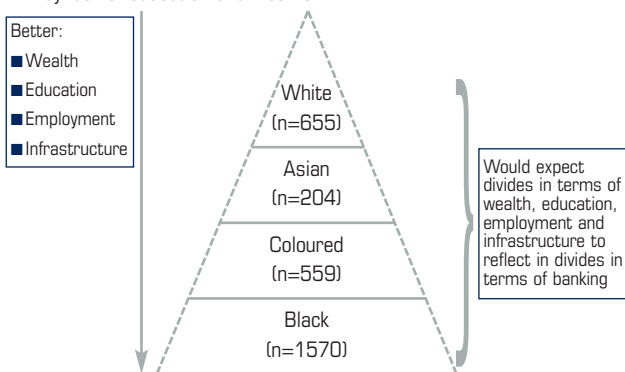 Better:
■ Wealth
■ Education
■ Employment
■ Infrastructure
White
(n=655)
Asian
(n=204)
Coloured
(n=559)
Black
(n=1570)
Would expect
divides in terms of
wealth, education,
employment and
infrastructure to
reflect in divides in
terms of banking